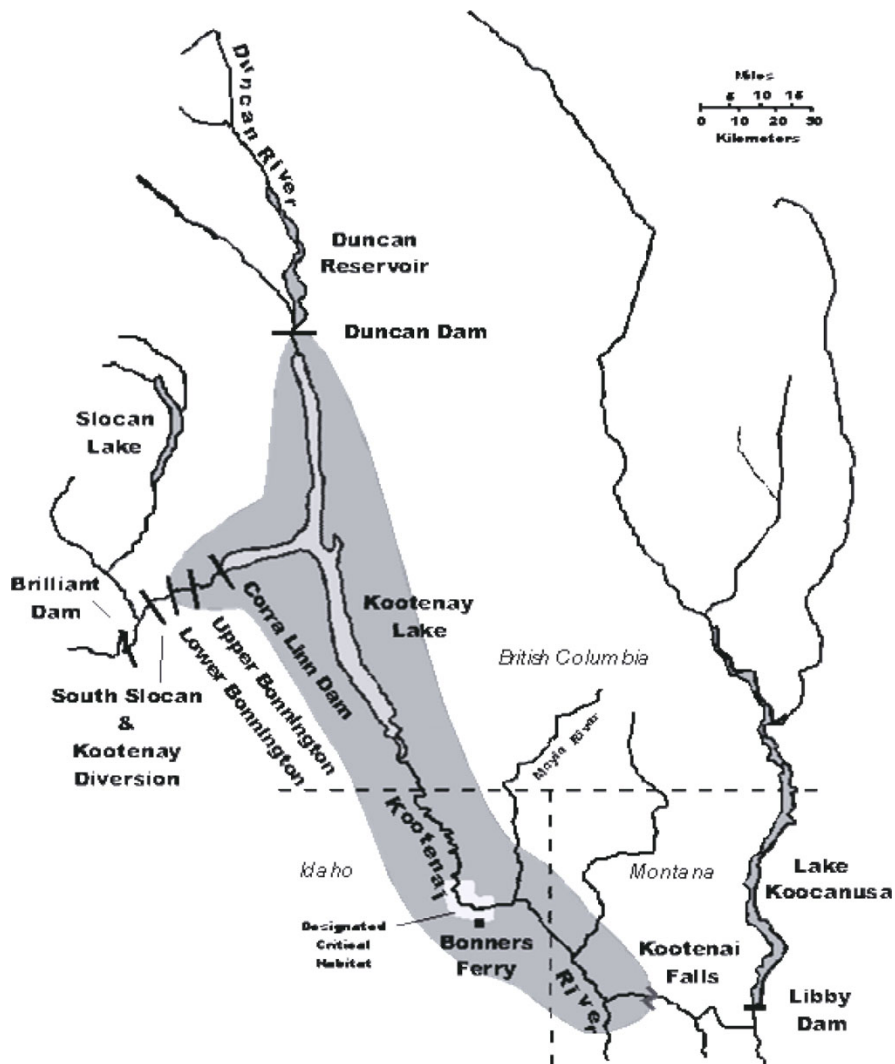 Duncan River
Miles
5 10 15
0 10 20 30
Kilometers
Duncan
Reservoir
Duncan Dam
Slocan
Lake
Brilliant
Dam
Kootenay
Lake
British Columbia
Corra Linn Dam
Upper Bonnington
Lower Bonnington
South Slocan
&
Kootenay
Diversion
Moyie River
Kootenai
Idaho
Montana
Lake
Koocanusa
Designated
Critical
Habitat
Bonners
Ferry
Kootenai
Falls
River
Libby
Dam